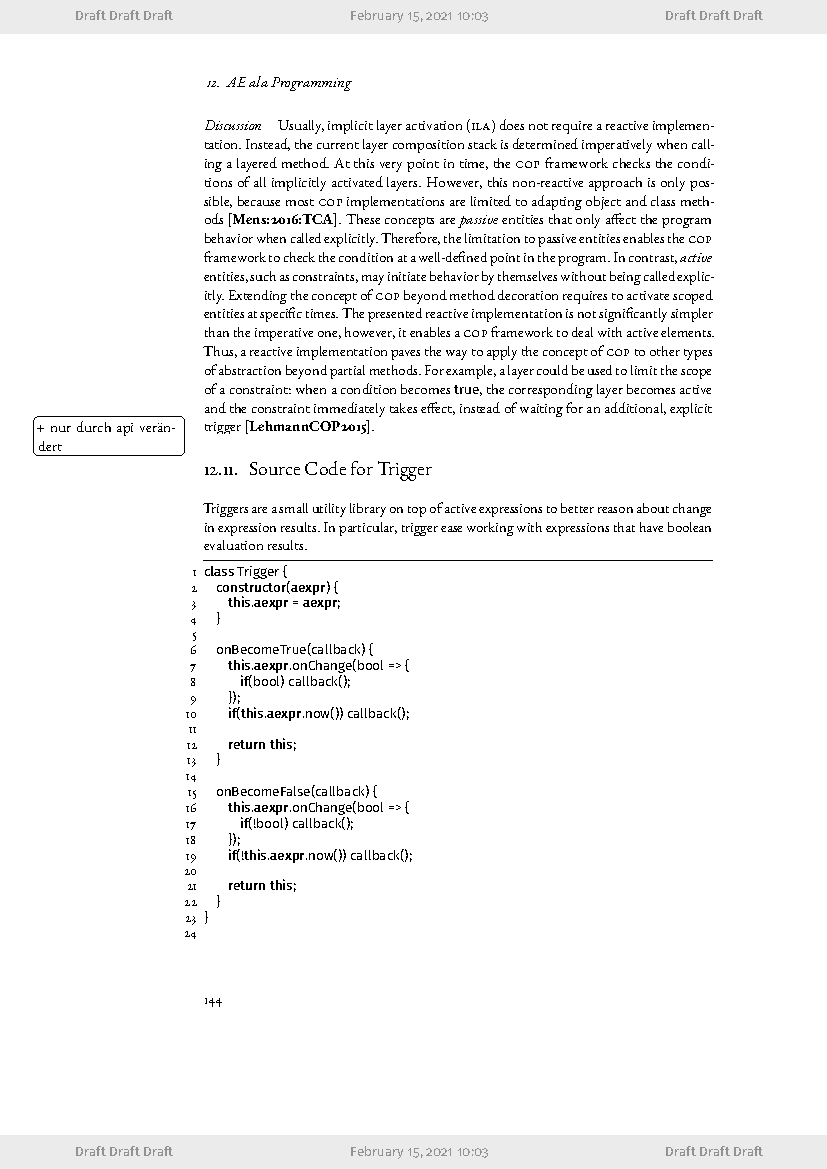 Draft Draft Draft February 15, 2021 10:03 Draft Draft Draft
12. AE ala Programming
Discussion Usually, implicit layer activation (ILA) does not require a reactive implemen-
tation. Instead, the current layer composition stack is determined imperatively when call-
ing a layered method. At this very point in time, the COP framework checks the condi-
tions of all implicitly activated layers. However, this non-reactive approach is only pos-
sible, because most COP implementations are limited to adapting object and class meth-
ods [Mens:2016:TCA]. These concepts are passive entities that only affect the program
behavior when called explicitly. Therefore, the limitation to passive entities enables the COP
framework to check the condition at a well-defined point in the program. In contrast, active
entities, such as constraints, may initiate behavior by themselves without being called explic-
itly. Extending the concept of COP beyond method decoration requires to activate scoped
entities at specific times. The presented reactive implementation is not significantly simpler
than the imperative one, however, it enables a COP framework to deal with active elements.
Thus, a reactive implementation paves the way to apply the concept of COP to other types
of abstraction beyond partial methods. For example, a layer could be used to limit the scope
of a constraint: when a condition becomes true, the corresponding layer becomes active
and the constraint immediately takes effect, instead of waiting for an additional, explicit
trigger [LehmannCOP2015].
+ nur durch api verän-
dert
12.11. Source Code for Trigger
Triggers are a small utility library on top of active expressions to better reason about change
in expression results. In particular, trigger ease working with expressions that have boolean
evaluation results.
1 class Trigger {
2 constructor(aexpr) {
3 this.aexpr = aexpr;
4 }
5
6 onBecomeTrue(callback) {
7 this.aexpr.onChange(bool => {
8 if(bool) callback();
9 });
10 if(this.aexpr.now()) callback();
11
12 return this;
13 }
14
15 onBecomeFalse(callback) {
16 this.aexpr.onChange(bool => {
17 if(!bool) callback();
18 });
19 if(!this.aexpr.now()) callback();
20
21 return this;
22 }
23 }
24
144
Draft Draft Draft February 15, 2021 10:03 Draft Draft Draft